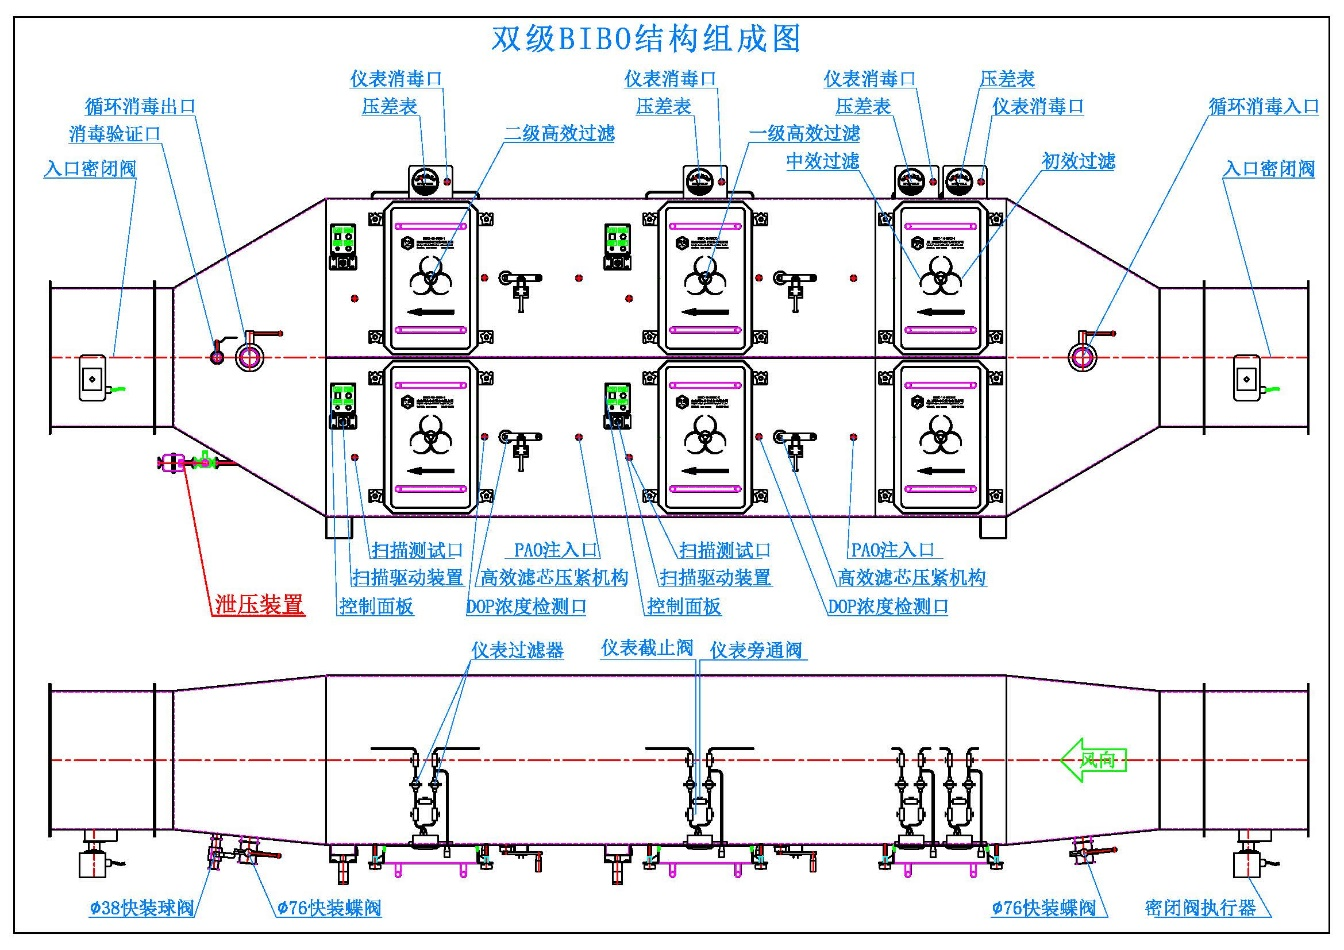 双级BIBO结构组成图
仪表消毒口
仪表消毒口
仪表消毒口
压差表
循环消毒出口
压差表
压差表
压差表
仪表消毒口
循环消毒入口
消毒验证口
二级高效过滤
一级高效过滤
入口密闭阀
中效过滤
初效过滤
入口密闭阀
扫描测试口
PAO注入口
扫描测试口
PAO注入口
扫描驱动装置
高效滤芯压紧机构
扫描驱动装置
高效滤芯压紧机构
泄压装置
控制面板
DOP浓度检测口
控制面板
DOP浓度检测口
仪表过滤器
仪表截止阀
仪表旁通阀
风向
Φ38快装球阀
Φ76快装蝶阀
Φ76快装蝶阀
密闭阀执行器